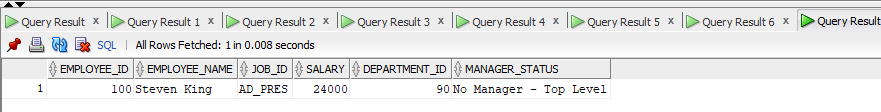 Query Result × Query Result 1 × Query Result 2 × Query Result 3 × Query Result 4 × Query Result 5 × Query Result 6 × Query Result
SQL | All Rows Fetched: 1 in 0.008 seconds
EMPLOYEE_ID EMPLOYEE_NAME JOB_ID SALARY DEPARTMENT_ID MANAGER_STATUS
1 100 Steven King AD_PRES 24000 90 No Manager - Top Level